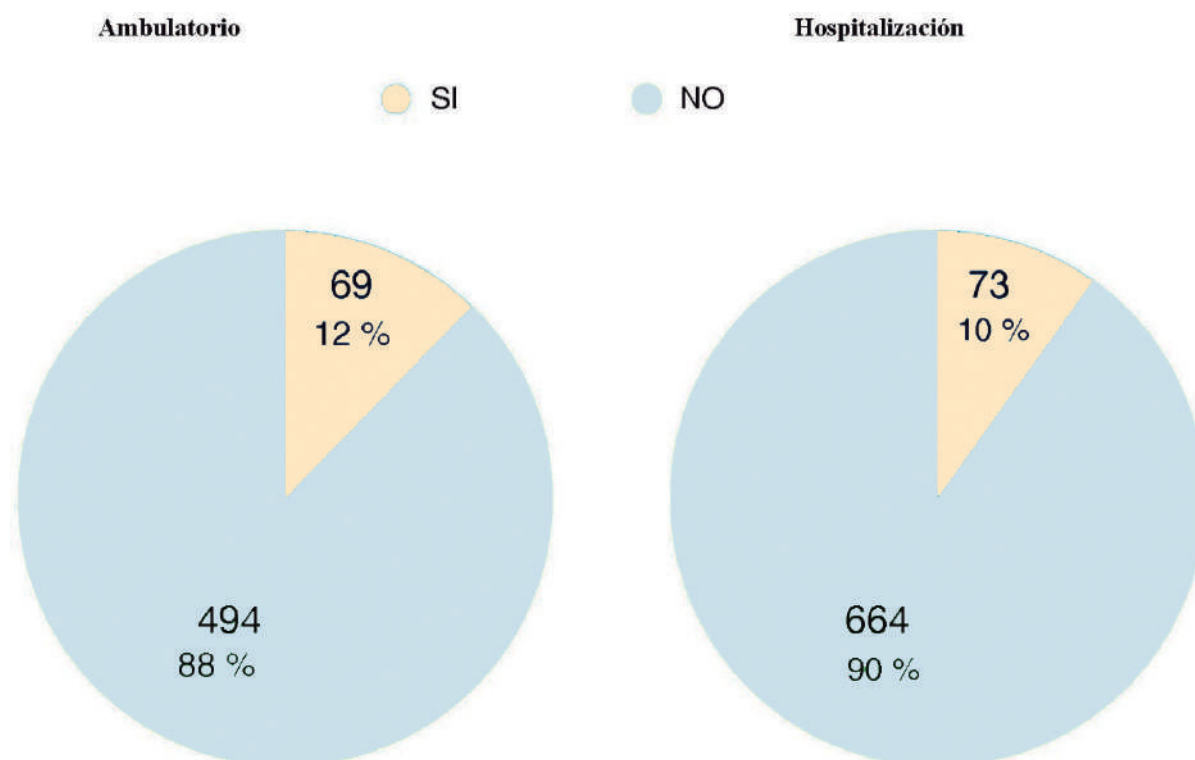 Ambulatorio
Hospitalización
SI
NO
69
12 %
494
88 %
73
10 %
664
90 %